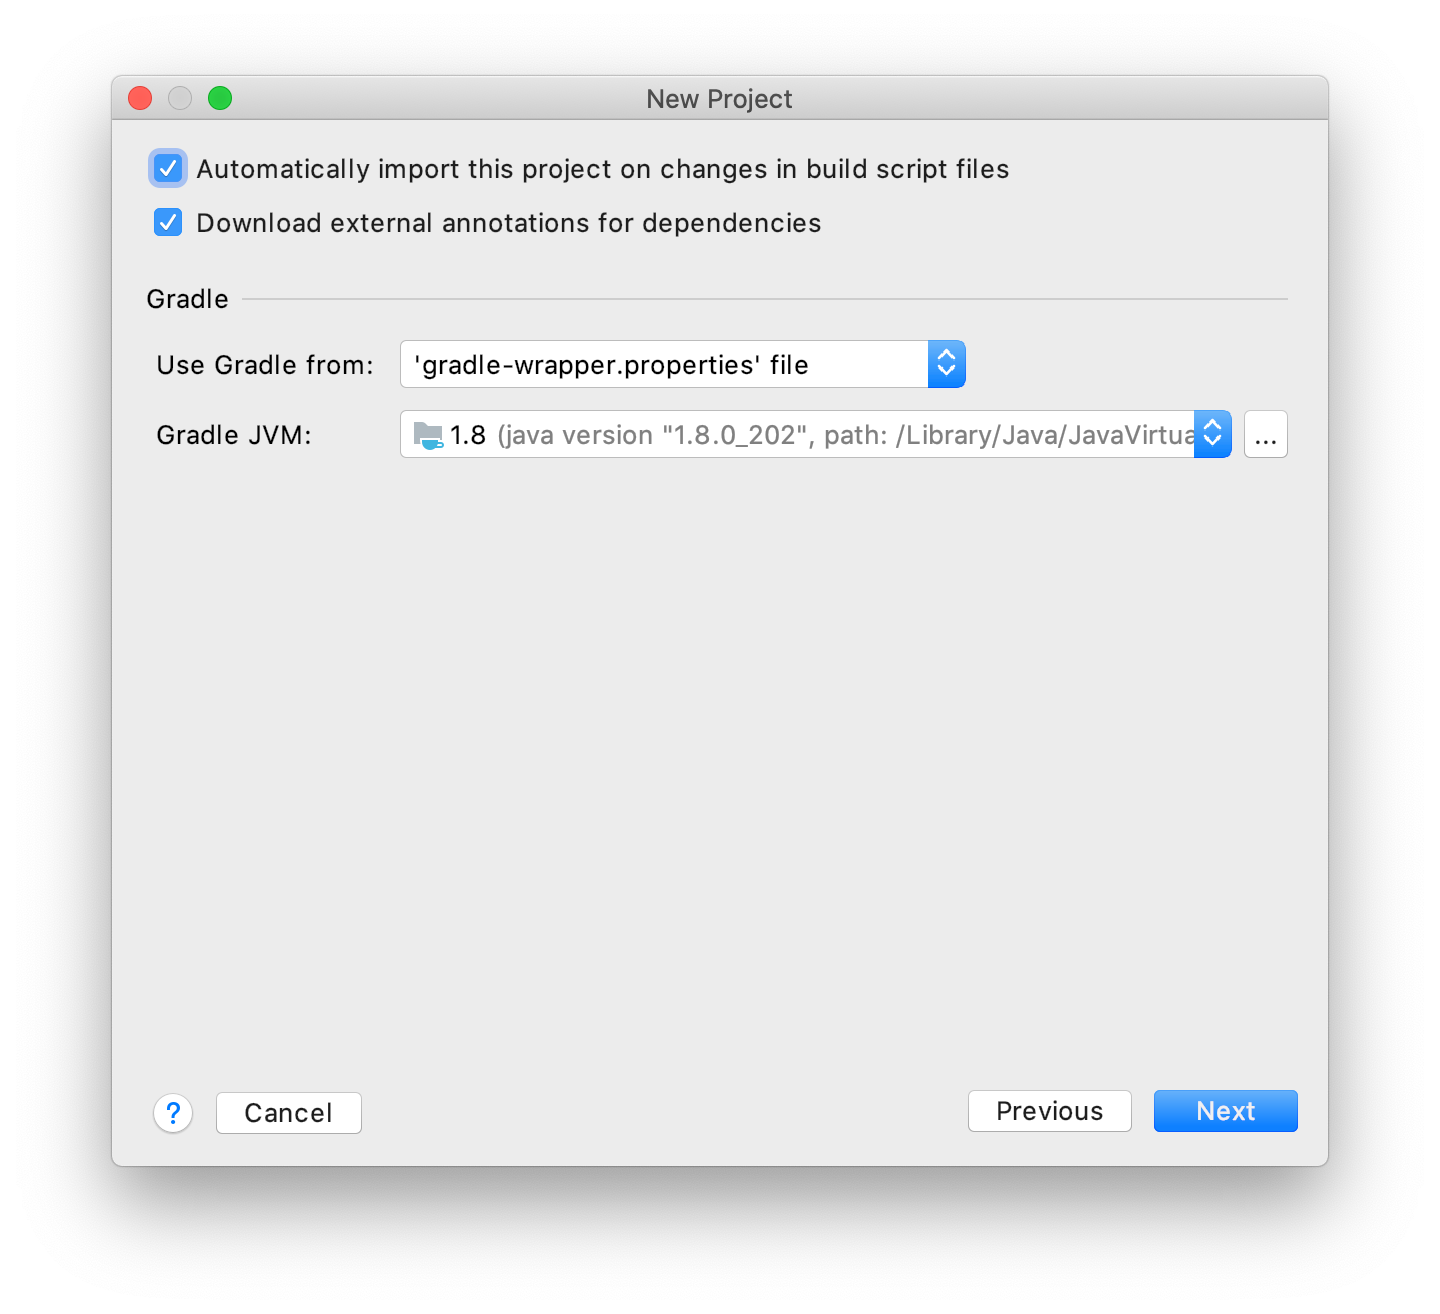 New Project
Automatically import this project on changes in build script files
Download external annotations for dependencies
Gradle
Use Gradle from: 'gradle-wrapper.properties' file
Gradle JVM: 1.8 (java version "1.8.0_202", path: /Library/Java/JavaVirtua ...
? Cancel Previous Next